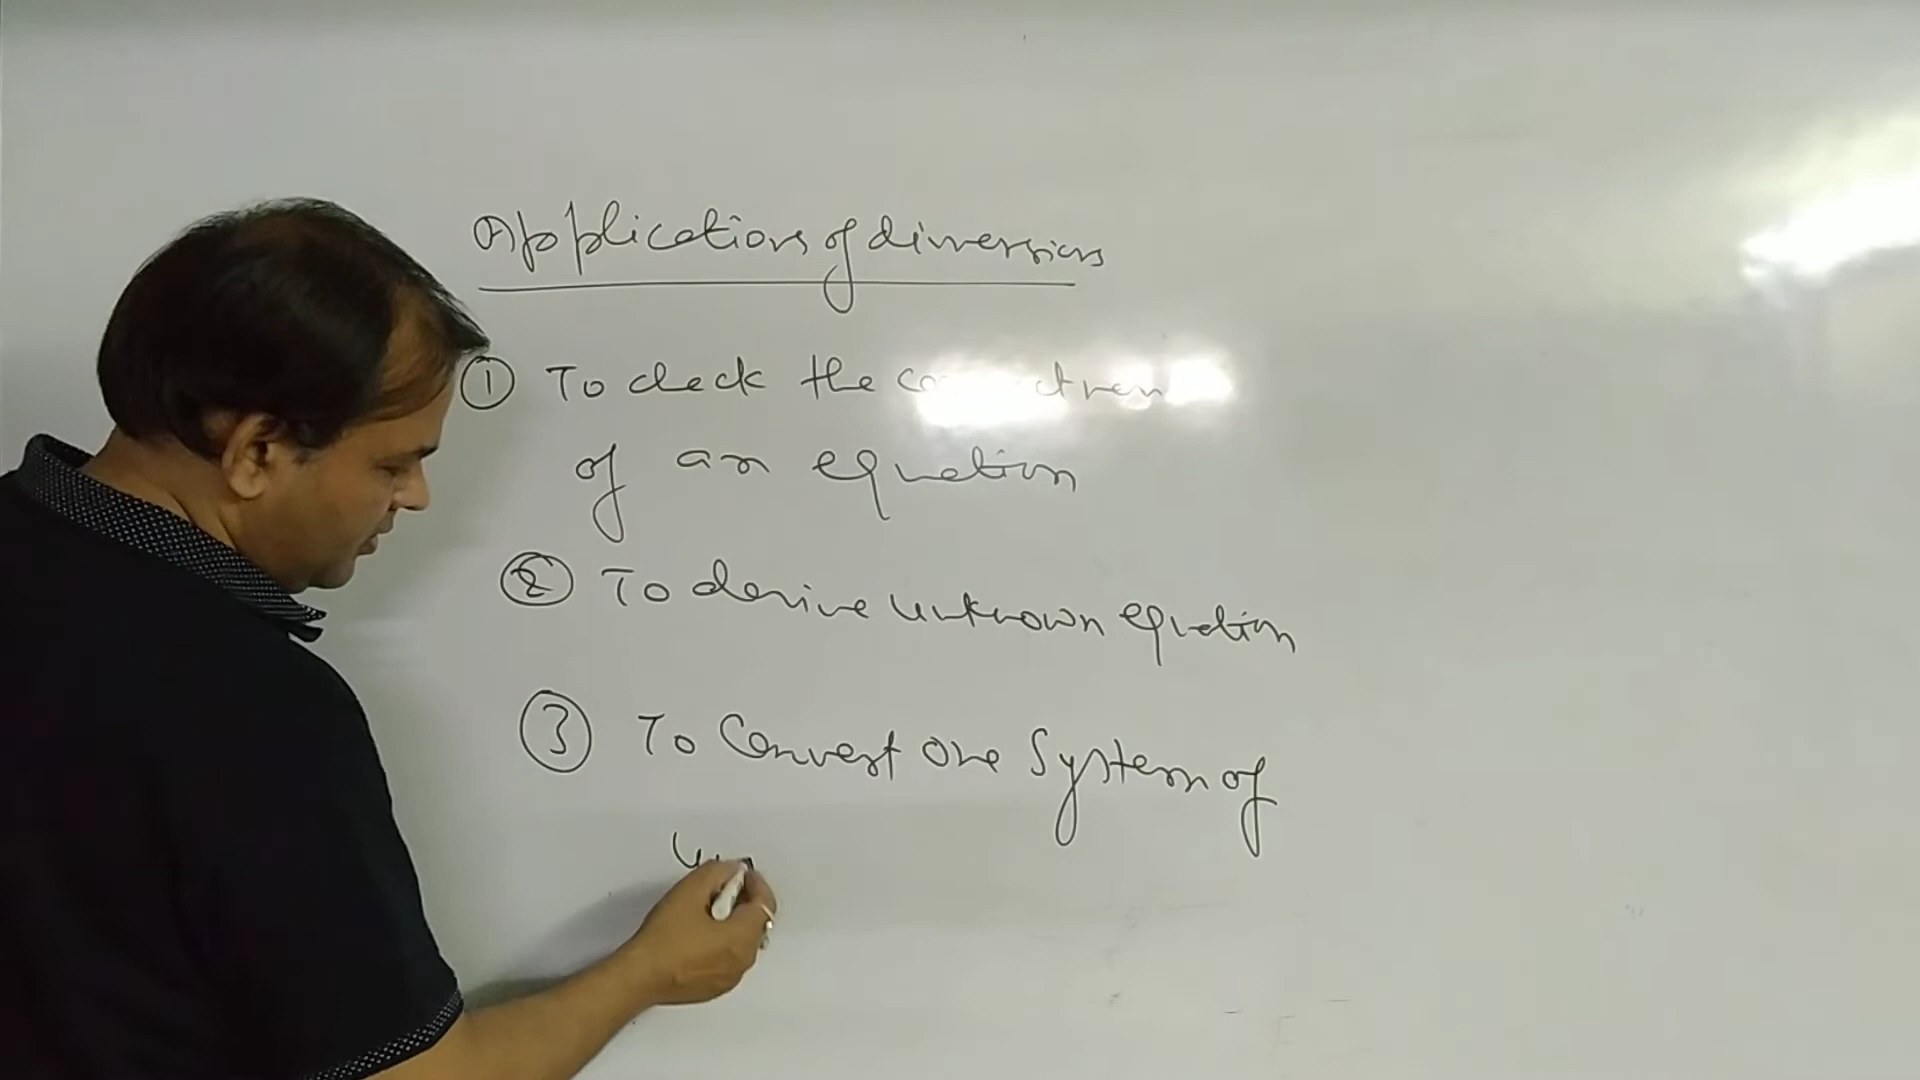 Applications of dimensions
① To check the
of an equation
② To derive unknown equation
③ To Convert one System of